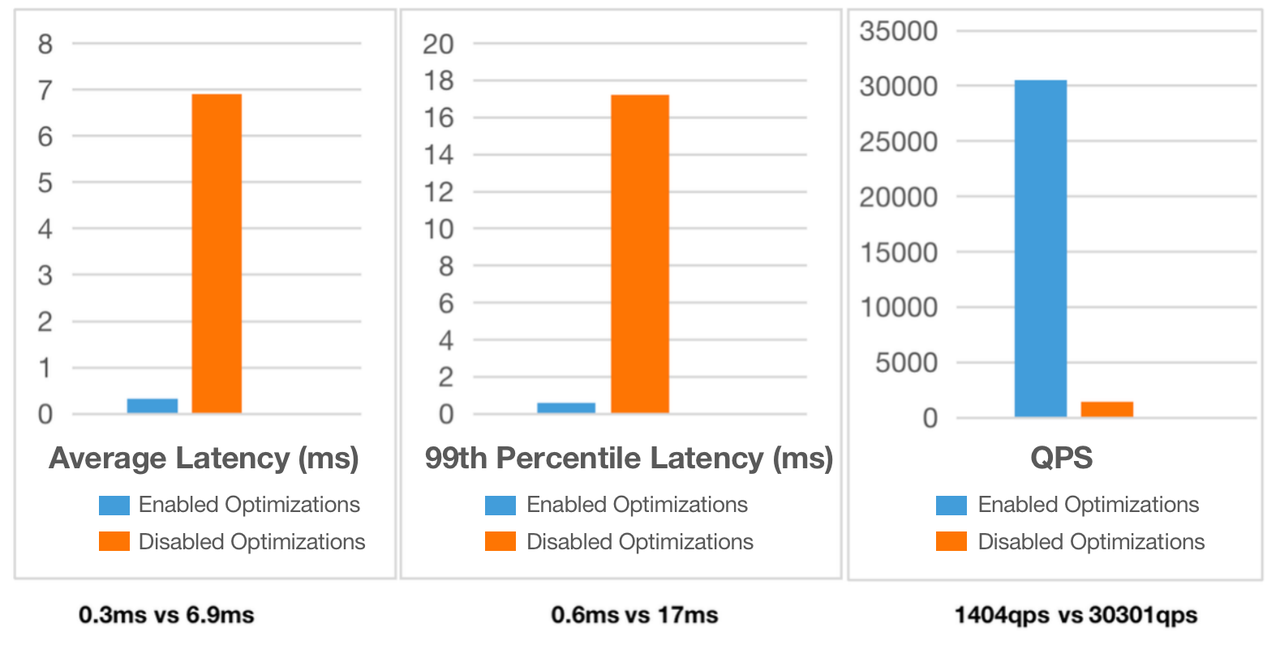 8
7
6
5
4
3
2
1
0
Average Latency (ms)
Enabled Optimizations
Disabled Optimizations
0.3ms vs 6.9ms
20
18
16
14
12
10
8
6
4
2
0
99th Percentile Latency (ms)
Enabled Optimizations
Disabled Optimizations
0.6ms vs 17ms
35000
30000
25000
20000
15000
10000
5000
0
QPS
Enabled Optimizations
Disabled Optimizations
1404qps vs 30301qps